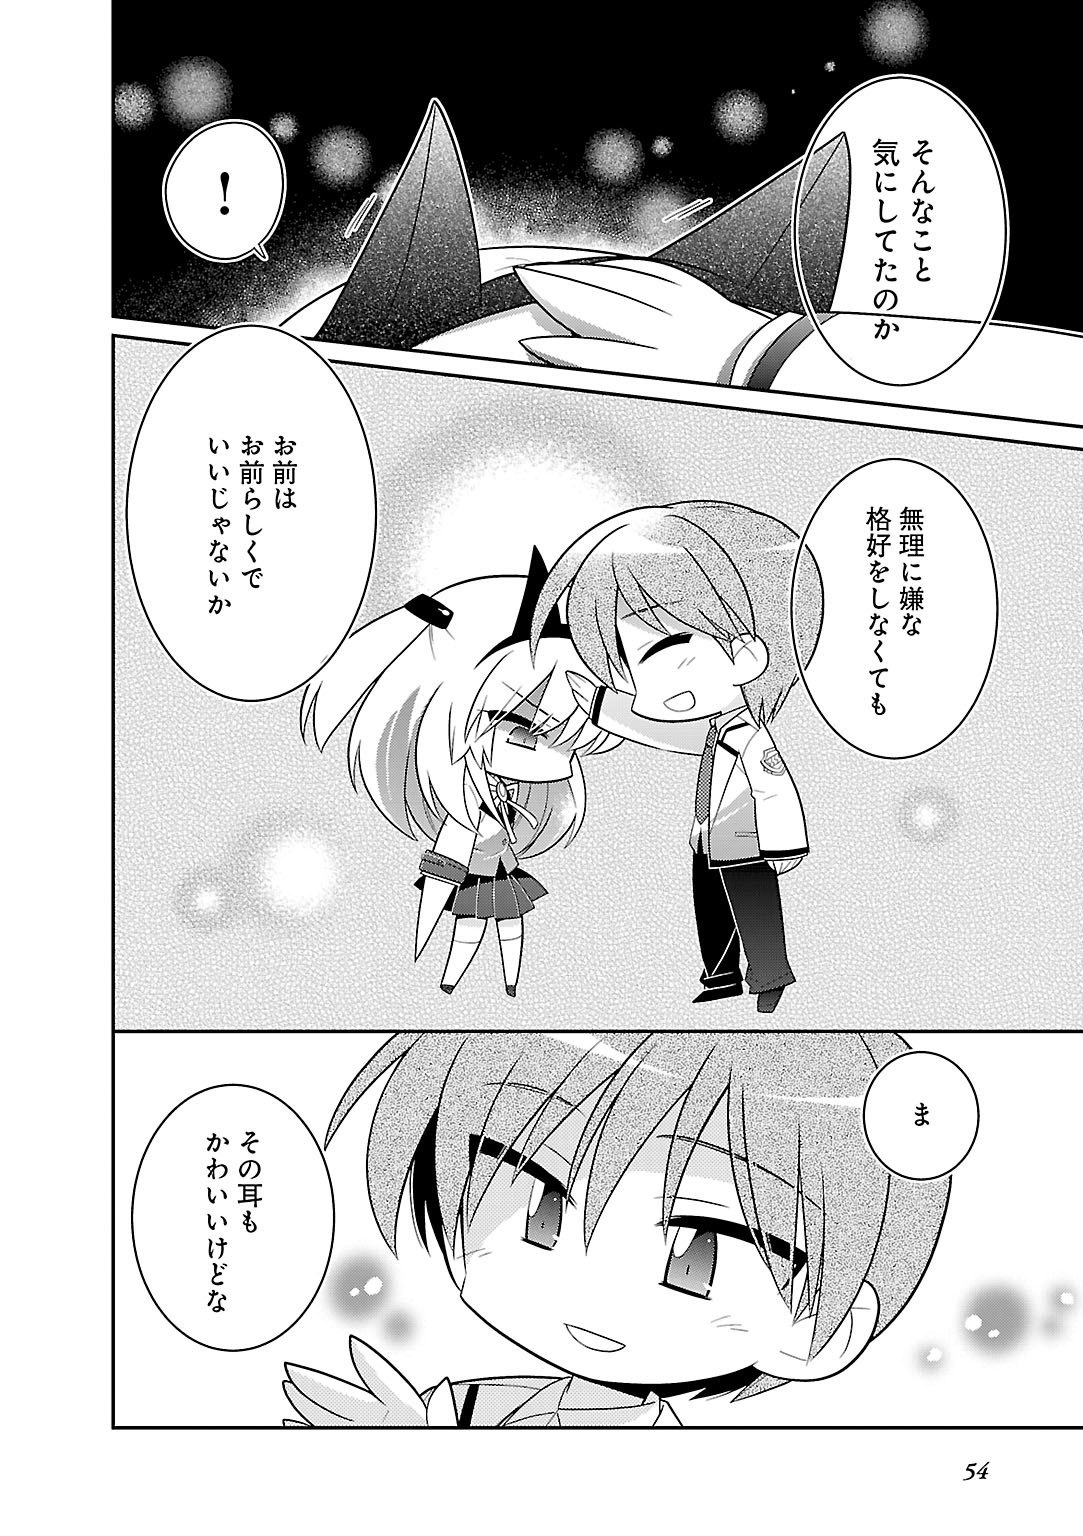 そんなこと
気にしてたのか
！
無理に嫌な
格好をしなくても
お前は
お前らしくで
いいじゃないか
ま
その耳も
かわいいけどな
54